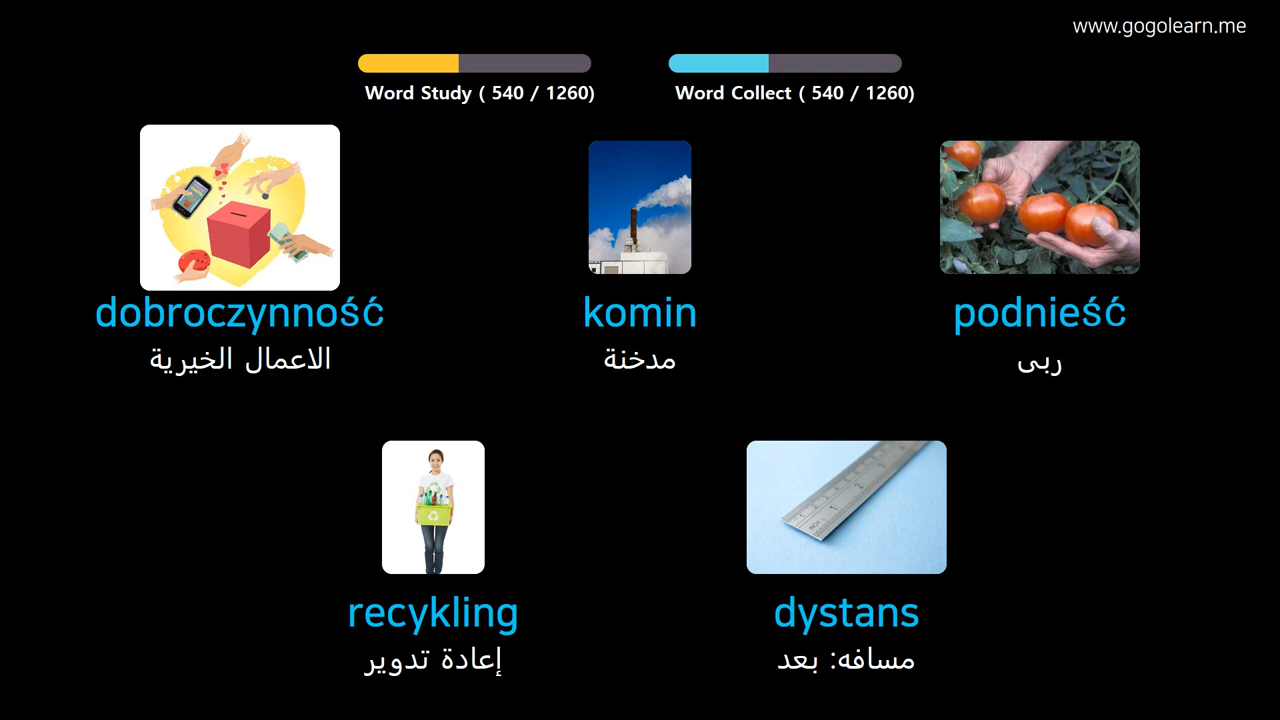 www.gogolearn.me
Word Study ( 540 / 1260)
Word Collect ( 540 / 1260)
dobroczynność
الاعمال الخيرية
komin
مدخنة
podnieść
ربى
recykling
إعادة تدوير
dystans
مسافه: بعد